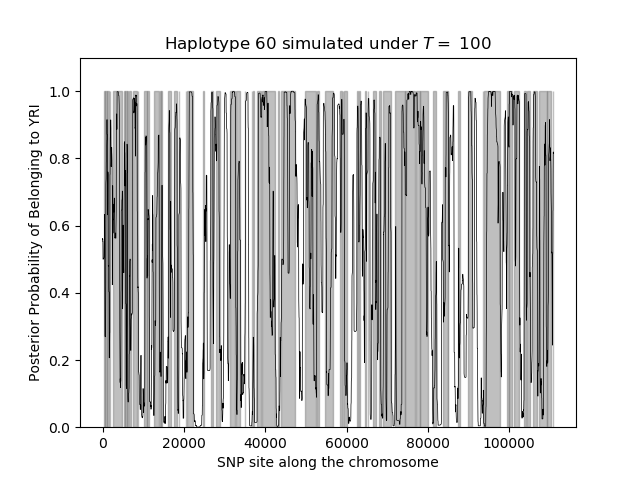 Haplotype 60 simulated under T = 100
Posterior Probability of Belonging to YRI
1.0
0.8
0.6
0.4
0.2
0.0
0 20000 40000 60000 80000 100000
SNP site along the chromosome